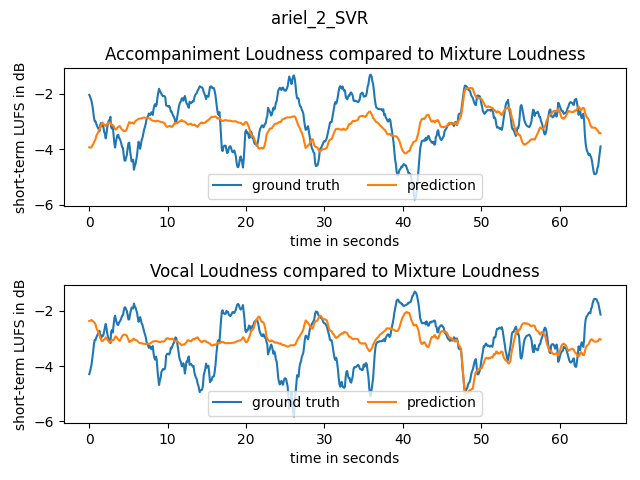 ariel_2_SVR
Accompaniment Loudness compared to Mixture Loudness
short-term LUFS in dB
−2
−4
−6
0 10 20 30 40 50 60
ground truth prediction
time in seconds
Vocal Loudness compared to Mixture Loudness
short-term LUFS in dB
−2
−4
−6
0 10 20 30 40 50 60
ground truth prediction
time in seconds